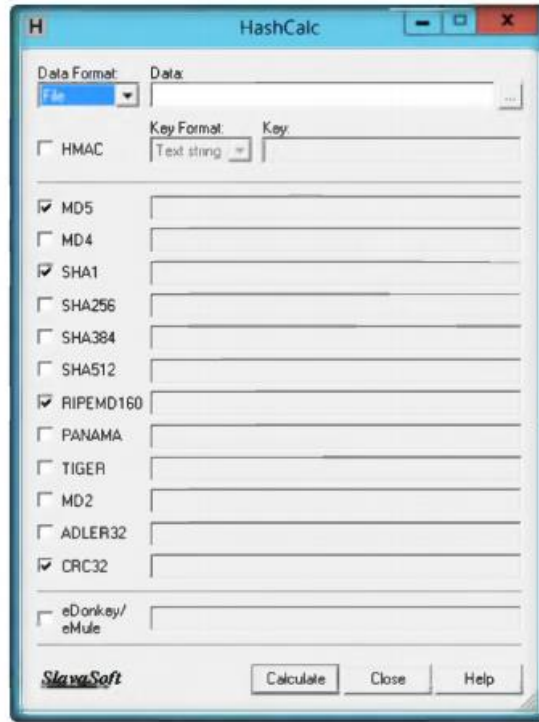 H HashCalc
Data Format: Data:
File ...
Key Format: Key:
HMAC Text string
MD5
MD4
SHA1
SHA256
SHA384
SHA512
RIPEMD160
PANAMA
TIGER
MD2
ADLER32
CRC32
eDonkey/
eMule
SlavaSoft Calculate Close Help